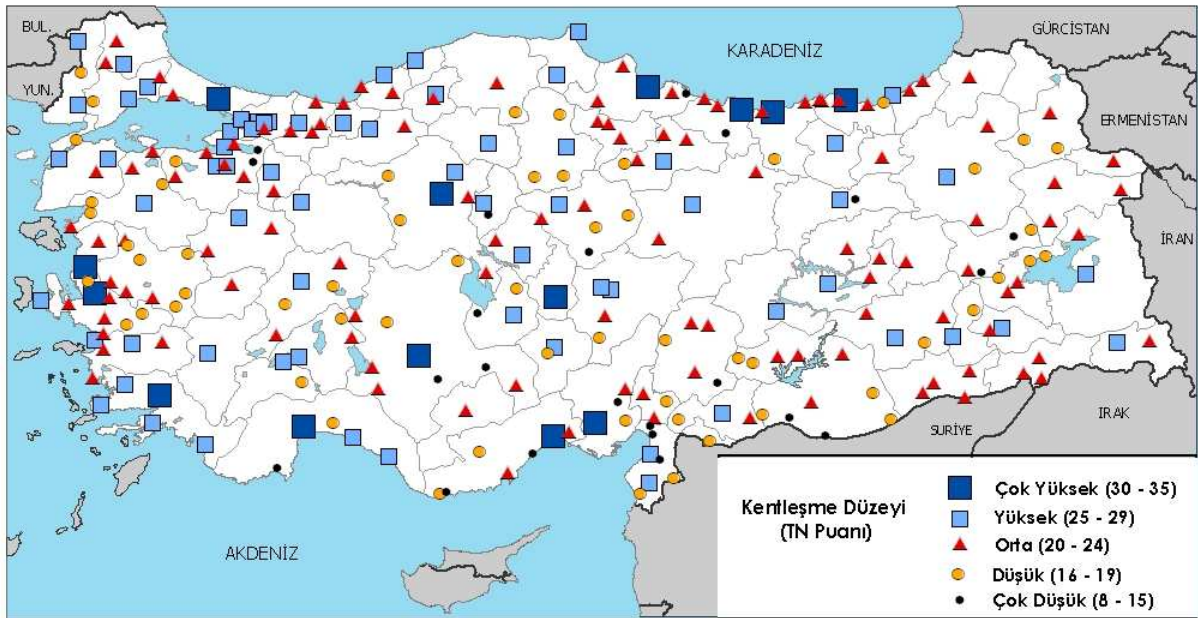 BUL.
GÜRCİSTAN
KARADENİZ
YUN.
ERMENİSTAN
İRAN
IRAK
SURİYE
AKDENİZ
Kentleşme Düzeyi
(TN Puanı)
Çok Yüksek (30 - 35)
Yüksek (25 - 29)
Orta (20 - 24)
Düşük (16 - 19)
Çok Düşük (8 - 15)